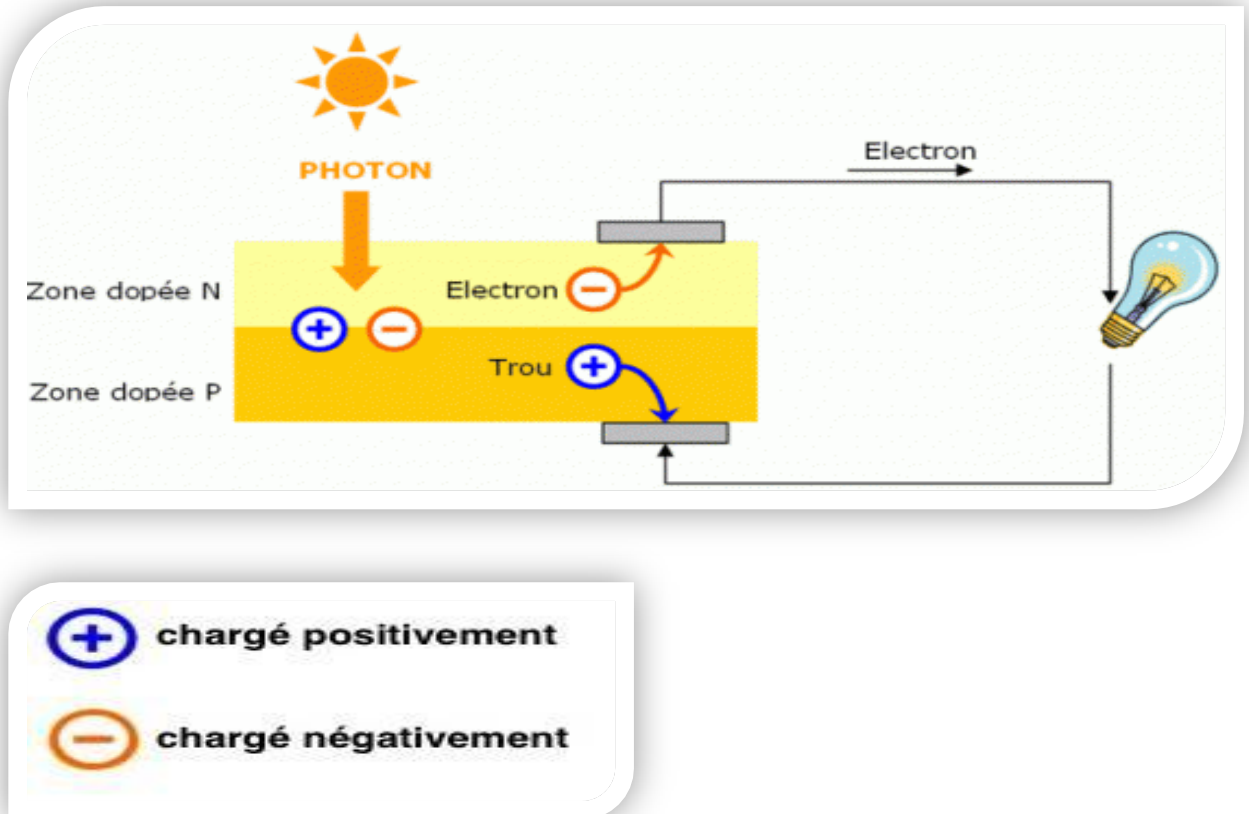 PHOTON
Electron
Zone dopée N
Electron
Trou
Zone dopée P
chargé positivement
chargé négativement